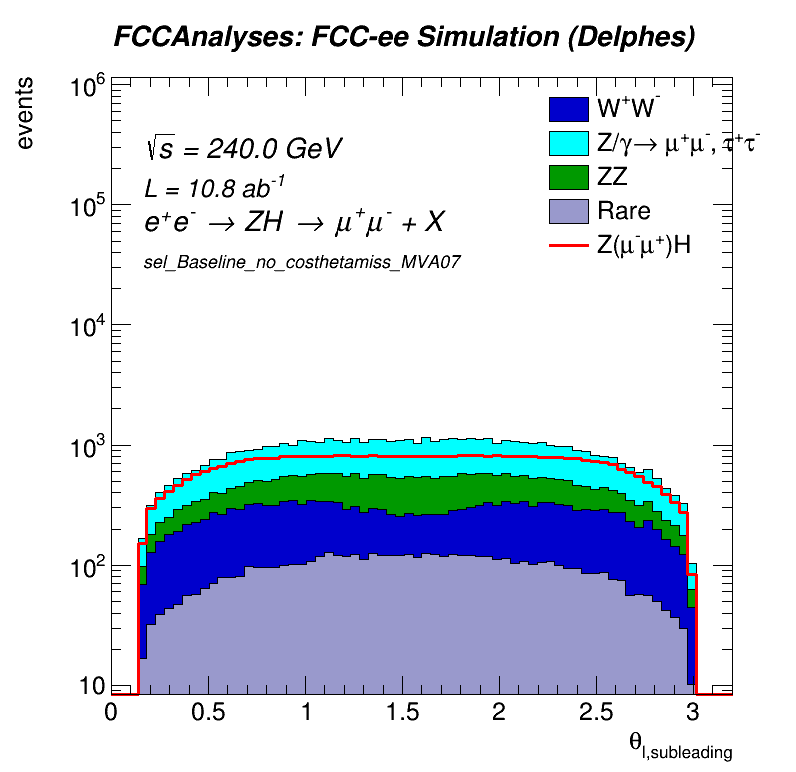 FCCAnalyses: FCC-ee Simulation (Delphes)
events
10⁶
10⁵
10⁴
10³
10²
10
√s = 240.0 GeV
L = 10.8 ab⁻¹
e⁺e⁻ → ZH → μ⁺μ⁻ + X
sel_Baseline_no_costhetamiss_MVA07
W⁺W⁻
Z/γ→ μ⁺μ⁻, τ⁺τ⁻
ZZ
Rare
Z(μ⁻μ⁺)H
0 0.5 1 1.5 2 2.5 3
θ_l,subleading